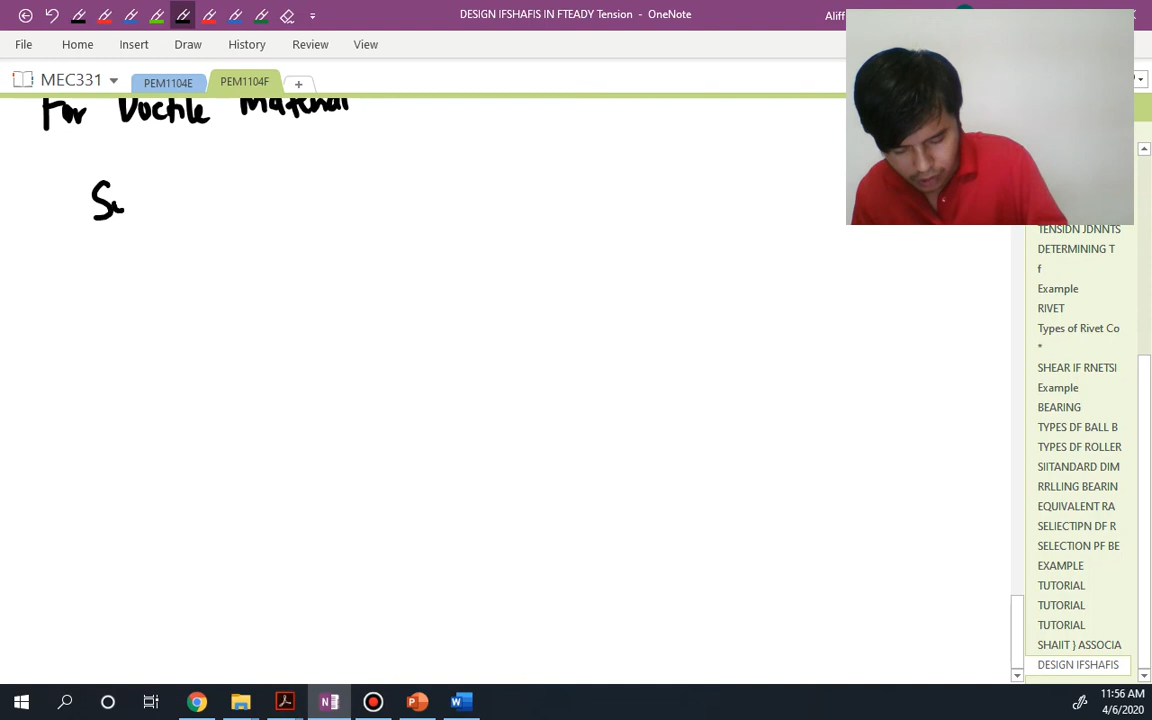 DESIGN IFSHAFIS IN FTEADY Tension - OneNote
Aliff
File Home Insert Draw History Review View
MEC331 PEM1104E PEM1104F
For Ductile Material
TENSIDN JDNNTS
DETERMINING T
f
Example
RIVET
Types of Rivet Co
*
SHEAR IF RNETSI
Example
BEARING
TYPES DF BALL B
TYPES DF ROLLER
SIITANDARD DIM
RRLLING BEARIN
EQUIVALENT RA
SELIECTIPN DF R
SELECTION PF BE
EXAMPLE
TUTORIAL
TUTORIAL
TUTORIAL
SHAIIT } ASSOCIA
DESIGN IFSHAFIS
11:56 AM
4/6/2020